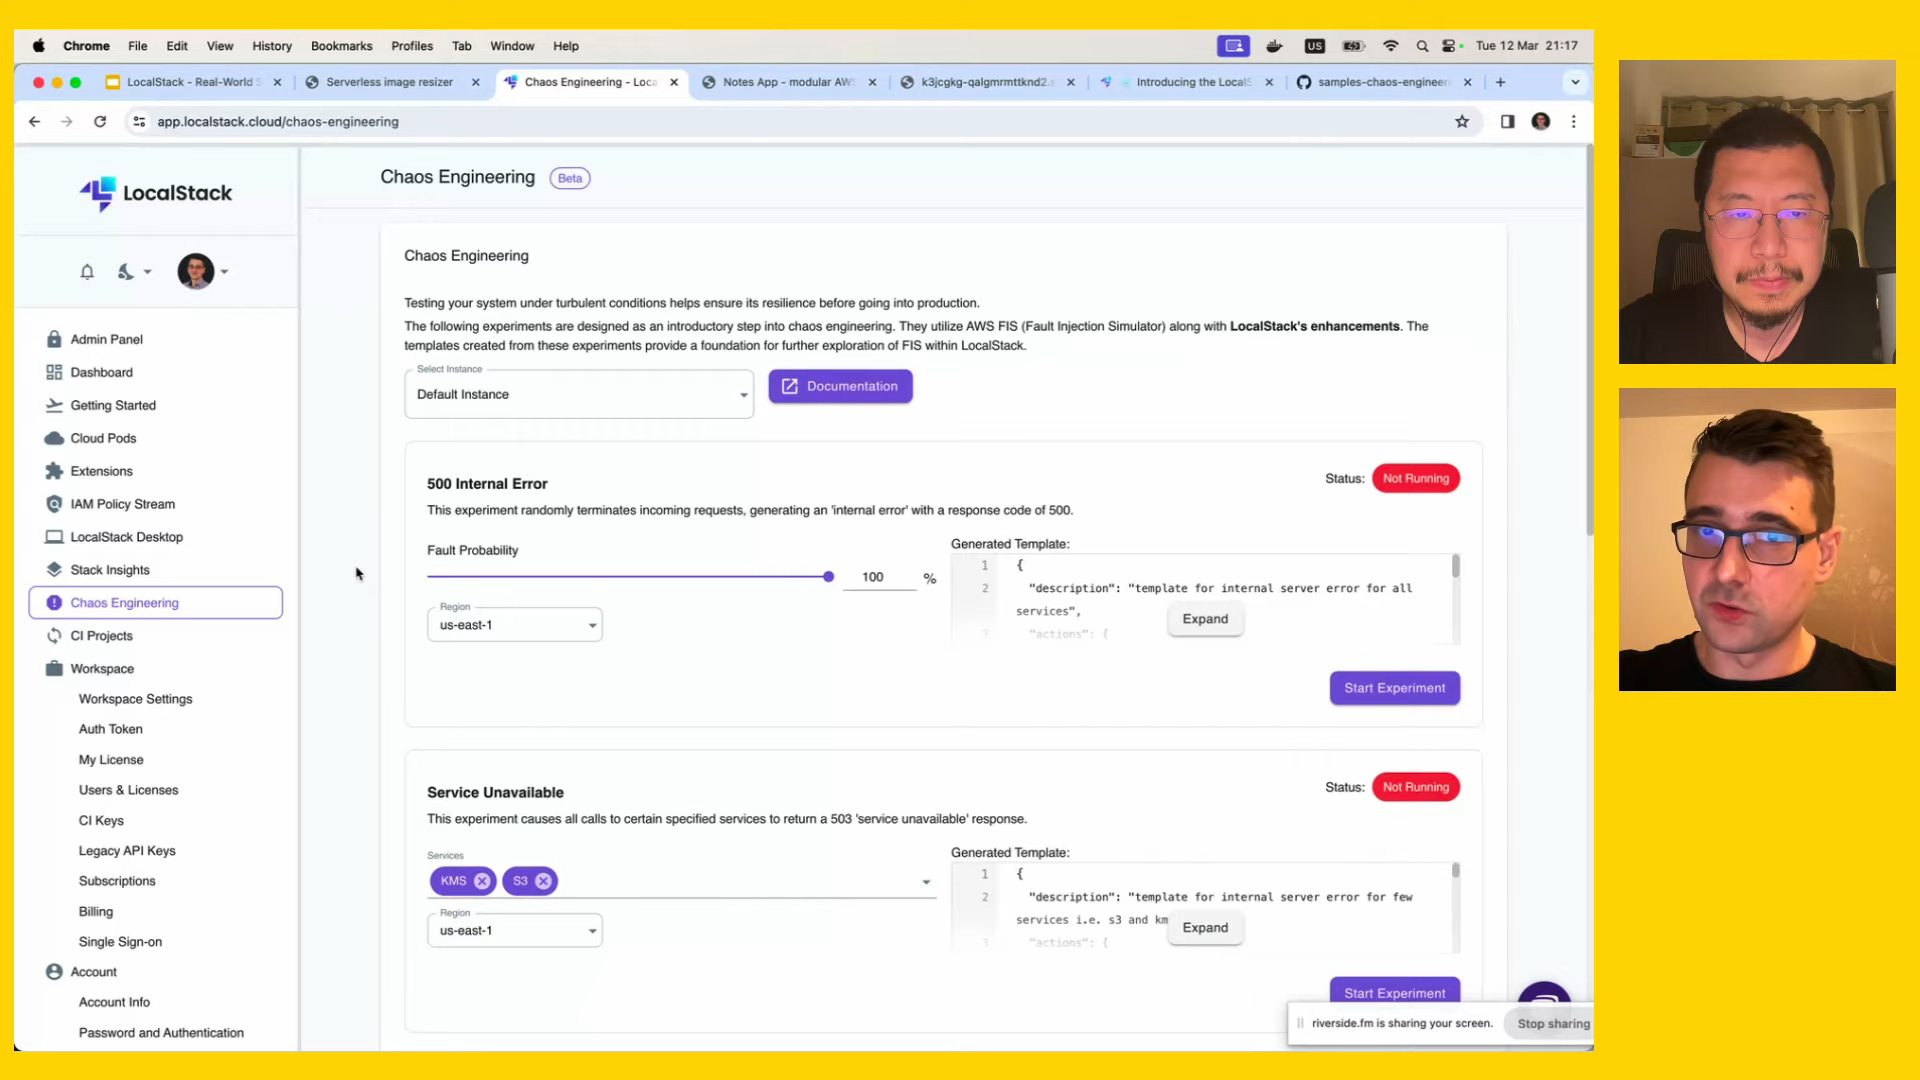 Chrome File Edit View History Bookmarks Profiles Tab Window Help US Tue 12 Mar 21:17
LocalStack - Real-World Serverless image resizer Chaos Engineering - Loca Notes App - modular AWS k3jcgkg-qalgmrmttknd2.s Introducing the LocalS samples-chaos-engineer
app.localstack.cloud/chaos-engineering
LocalStack
Admin Panel
Dashboard
Getting Started
Cloud Pods
Extensions
IAM Policy Stream
LocalStack Desktop
Stack Insights
Chaos Engineering
CI Projects
Workspace
Workspace Settings
Auth Token
My License
Users & Licenses
CI Keys
Legacy API Keys
Subscriptions
Billing
Single Sign-on
Account
Account Info
Password and Authentication
Chaos Engineering Beta
Chaos Engineering
Testing your system under turbulent conditions helps ensure its resilience before going into production.
The following experiments are designed as an introductory step into chaos engineering. They utilize AWS FIS (Fault Injection Simulator) along with LocalStack's enhancements. The
templates created from these experiments provide a foundation for further exploration of FIS within LocalStack.
Select Instance
Default Instance
Documentation
500 Internal Error
Status: Not Running
This experiment randomly terminates incoming requests, generating an 'internal error' with a response code of 500.
Fault Probability
100 %
Region
us-east-1
Generated Template:
1 {
2 "description": "template for internal server error for all
services",
3 "actions": {
Expand
Start Experiment
Service Unavailable
Status: Not Running
This experiment causes all calls to certain specified services to return a 503 'service unavailable' response.
Services
KMS S3
Region
us-east-1
Generated Template:
1 {
2 "description": "template for internal server error for few
services i.e. s3 and km
3 "actions": {
Expand
Start Experiment
riverside.fm is sharing your screen. Stop sharing